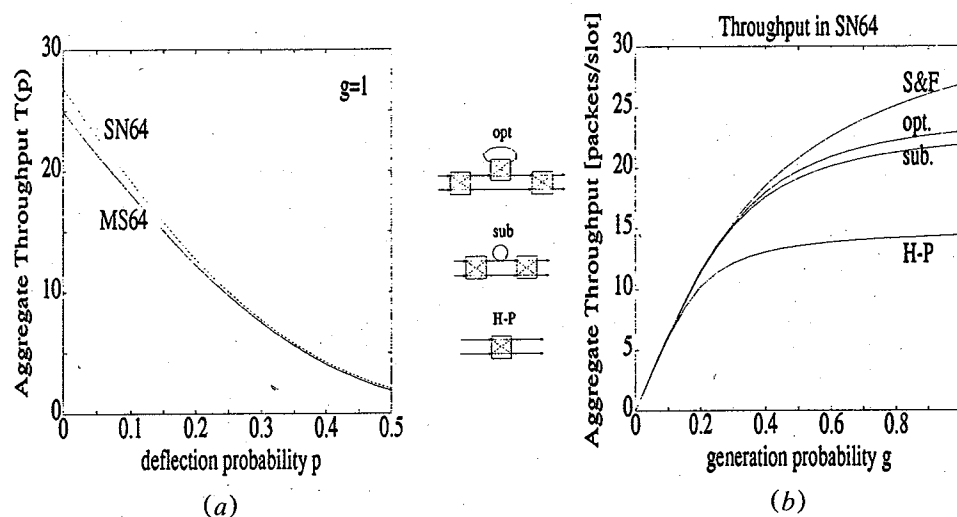 Aggregate Throughput T(p)
30
20
10
0
g=1
SN64
MS64
0
0.1
0.2
0.3
0.4
0.5
deflection probability p
(a)
opt
sub
H-P
Throughput in SN64
Aggregate Throughput [packets/slot]
30
25
20
15
10
5
0
S&F
opt.
sub.
H-P
0
0.2
0.4
0.6
0.8
generation probability g
(b)